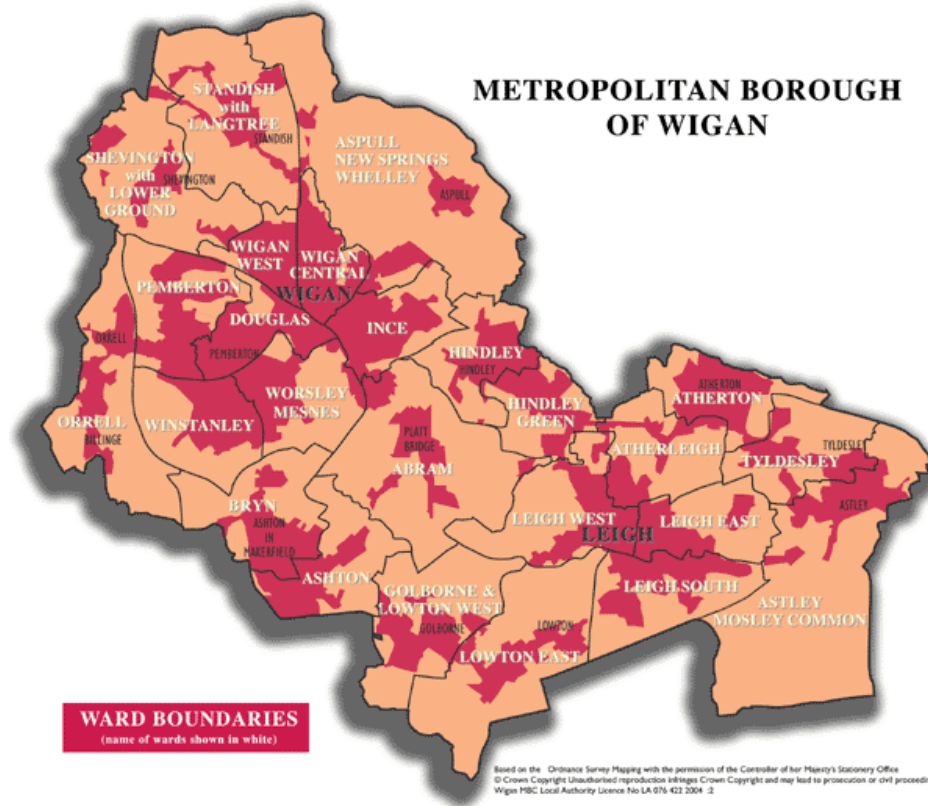 METROPOLITAN BOROUGH
OF WIGAN
STANDISH
with
LANGTREE
STANDISH
ASPULL
NEW SPRINGS
WHELLEY
ASPULL
SHEVINGTON
with
LOWER
GROUND
SHEVINGTON
WIGAN
WEST
WIGAN
CENTRAL
WIGAN
PEMBERTON
DOUGLAS
INCE
ORRELL
PEMBERTON
HINDLEY
HINDLEY
ATHERTON
ATHERTON
WORSLEY
MESNES
HINDLEY
GREEN
ORRELL
BILLINGE
WINSTANLEY
PLATT
BRIDGE
ABRAM
ATHERLEIGH
TYLDESLEY
TYLDESLEY
ASTLEY
BRYN
ASHTON
IN
MAKERFIELD
LEIGH WEST
LEIGH
LEIGH EAST
ASHTON
GOLBORNE &
LOWTON WEST
GOLBORNE
LEIGH SOUTH
ASTLEY
MOSLEY COMMON
LOWTON
LOWTON EAST
WARD BOUNDARIES
(name of wards shown in white)
Based on the Ordnance Survey Mapping with the permission of the Controller of her Majesty's Stationery Office
© Crown Copyright Unauthorised reproduction infringes Crown Copyright and may lead to prosecution or civil proceedi
Wigan MBC Local Authority Licence No LA 076 422 2004 :2